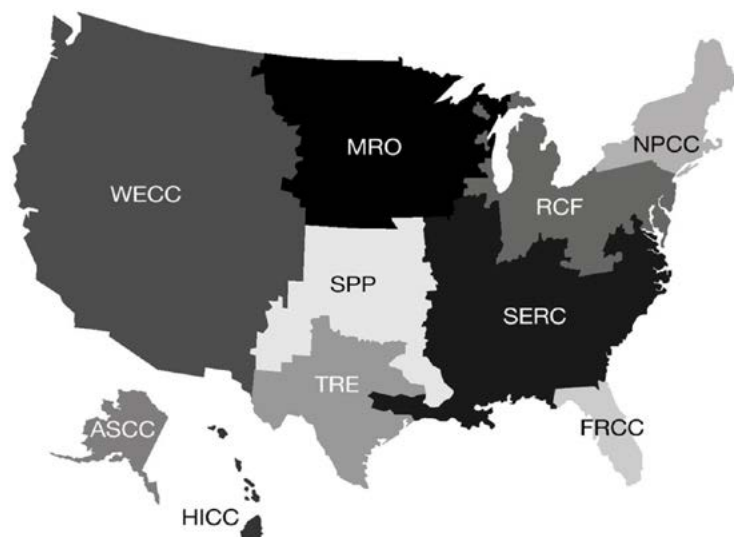 NPCC
MRO
WECC
RCF
SPP
SERC
TRE
ASCC
FRCC
HICC